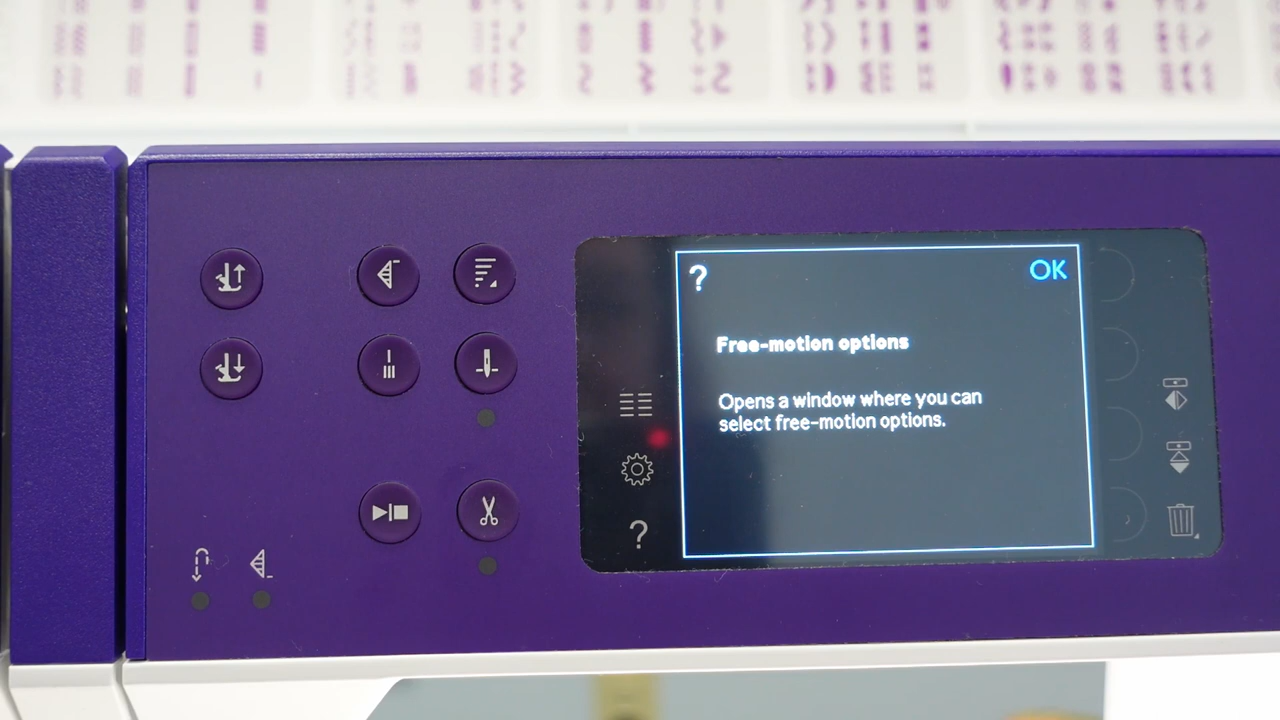 ? OK
Free-motion options
Opens a window where you can
select free-motion options.
?